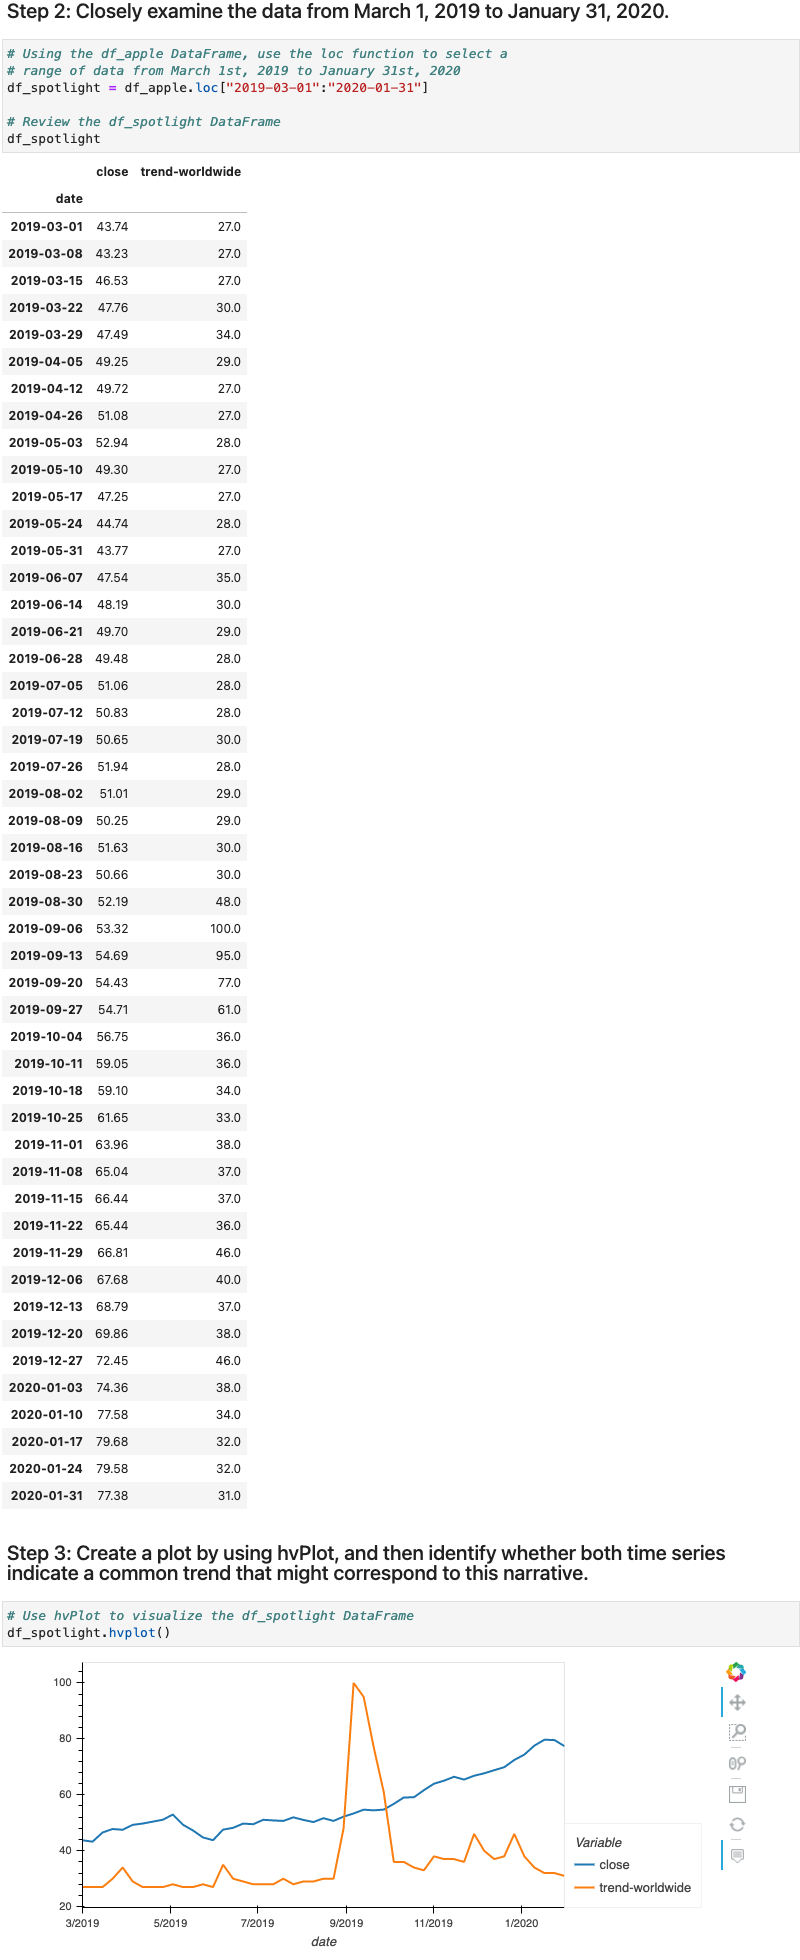 Step 2: Closely examine the data from March 1, 2019 to January 31, 2020.
# Using the df_apple DataFrame, use the loc function to select a
# range of data from March 1st, 2019 to January 31st, 2020
df_spotlight = df_apple.loc["2019-03-01":"2020-01-31"]
# Review the df_spotlight DataFrame
df_spotlight
close trend-worldwide
date
2019-03-01 43.74 27.0
2019-03-08 43.23 27.0
2019-03-15 46.53 27.0
2019-03-22 47.76 30.0
2019-03-29 47.49 34.0
2019-04-05 49.25 29.0
2019-04-12 49.72 27.0
2019-04-26 51.08 27.0
2019-05-03 52.94 28.0
2019-05-10 49.30 27.0
2019-05-17 47.25 27.0
2019-05-24 44.74 28.0
2019-05-31 43.77 27.0
2019-06-07 47.54 35.0
2019-06-14 48.19 30.0
2019-06-21 49.70 29.0
2019-06-28 49.48 28.0
2019-07-05 51.06 28.0
2019-07-12 50.83 28.0
2019-07-19 50.65 30.0
2019-07-26 51.94 28.0
2019-08-02 51.01 29.0
2019-08-09 50.25 29.0
2019-08-16 51.63 30.0
2019-08-23 50.66 30.0
2019-08-30 52.19 48.0
2019-09-06 53.32 100.0
2019-09-13 54.69 95.0
2019-09-20 54.43 77.0
2019-09-27 54.71 61.0
2019-10-04 56.75 36.0
2019-10-11 59.05 36.0
2019-10-18 59.10 34.0
2019-10-25 61.65 33.0
2019-11-01 63.96 38.0
2019-11-08 65.04 37.0
2019-11-15 66.44 37.0
2019-11-22 65.44 36.0
2019-11-29 66.81 46.0
2019-12-06 67.68 40.0
2019-12-13 68.79 37.0
2019-12-20 69.86 38.0
2019-12-27 72.45 46.0
2020-01-03 74.36 38.0
2020-01-10 77.58 34.0
2020-01-17 79.68 32.0
2020-01-24 79.58 32.0
2020-01-31 77.38 31.0
Step 3: Create a plot by using hvPlot, and then identify whether both time series
indicate a common trend that might correspond to this narrative.
# Use hvPlot to visualize the df_spotlight DataFrame
df_spotlight.hvplot()
100
80
60
40
20
3/2019 5/2019 7/2019 9/2019 11/2019 1/2020
date
Variable
close
trend-worldwide